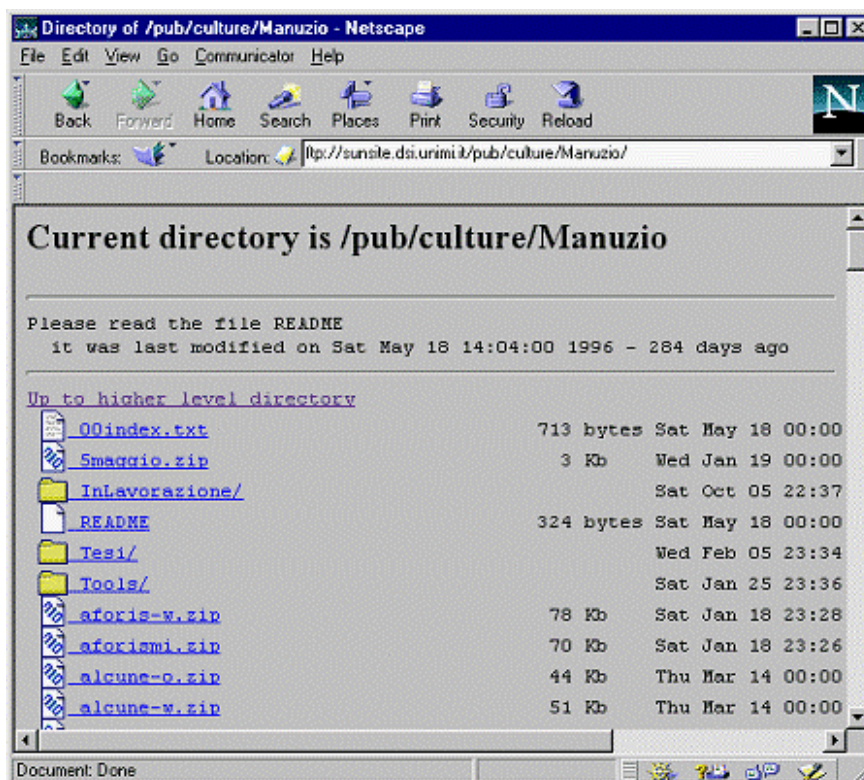 Directory of /pub/culture/Manuzio - Netscape
File Edit View Go Communicator Help
Back Forward Home Search Places Print Security Reload
N
Bookmarks: Location: ftp://sunsite.dsi.unimi.it/pub/culture/Manuzio/
Current directory is /pub/culture/Manuzio
Please read the file README
it was last modified on Sat May 18 14:04:00 1996 - 284 days ago
Up to higher level directory
00index.txt 713 bytes Sat May 18 00:00
5maggio.zip 3 Kb Wed Jan 19 00:00
InLavorazione/ Sat Oct 05 22:37
README 324 bytes Sat May 18 00:00
Tesi/ Wed Feb 05 23:34
Tools/ Sat Jan 25 23:36
aforis-w.zip 78 Kb Sat Jan 18 23:28
aforismi.zip 70 Kb Sat Jan 18 23:26
alcune-o.zip 44 Kb Thu Mar 14 00:00
alcune-w.zip 51 Kb Thu Mar 14 00:00
Document: Done